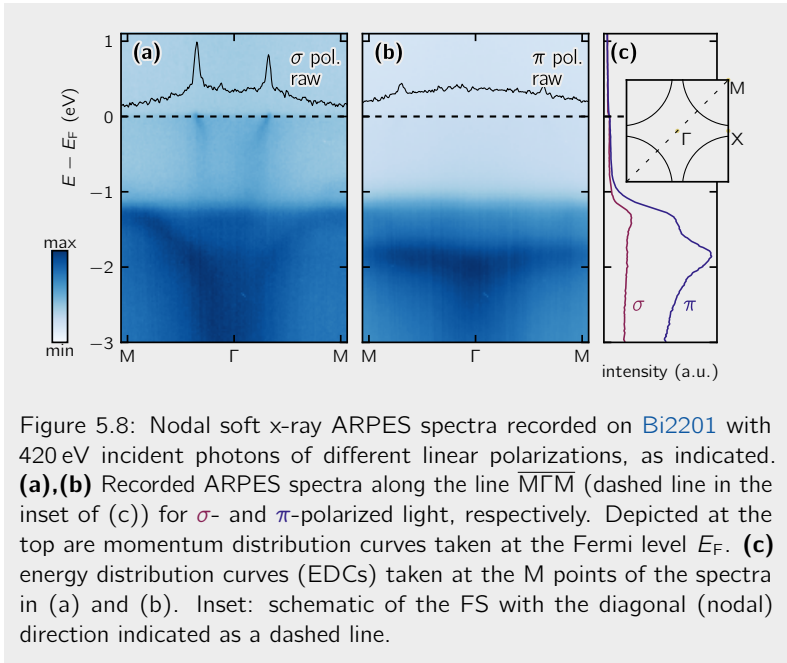 1
(a)
σ pol.
raw
(b)
π pol.
raw
(c)
M
Γ
X
E − E_F (eV)
0
−1
−2
−3
max
min
M
Γ
M
M
Γ
M
σ
π
intensity (a.u.)
Figure 5.8: Nodal soft x-ray ARPES spectra recorded on Bi2201 with
420 eV incident photons of different linear polarizations, as indicated.
(a),(b) Recorded ARPES spectra along the line M̅Γ̅M̅ (dashed line in the
inset of (c)) for σ- and π-polarized light, respectively. Depicted at the
top are momentum distribution curves taken at the Fermi level E_F. (c)
energy distribution curves (EDCs) taken at the M points of the spectra
in (a) and (b). Inset: schematic of the FS with the diagonal (nodal)
direction indicated as a dashed line.